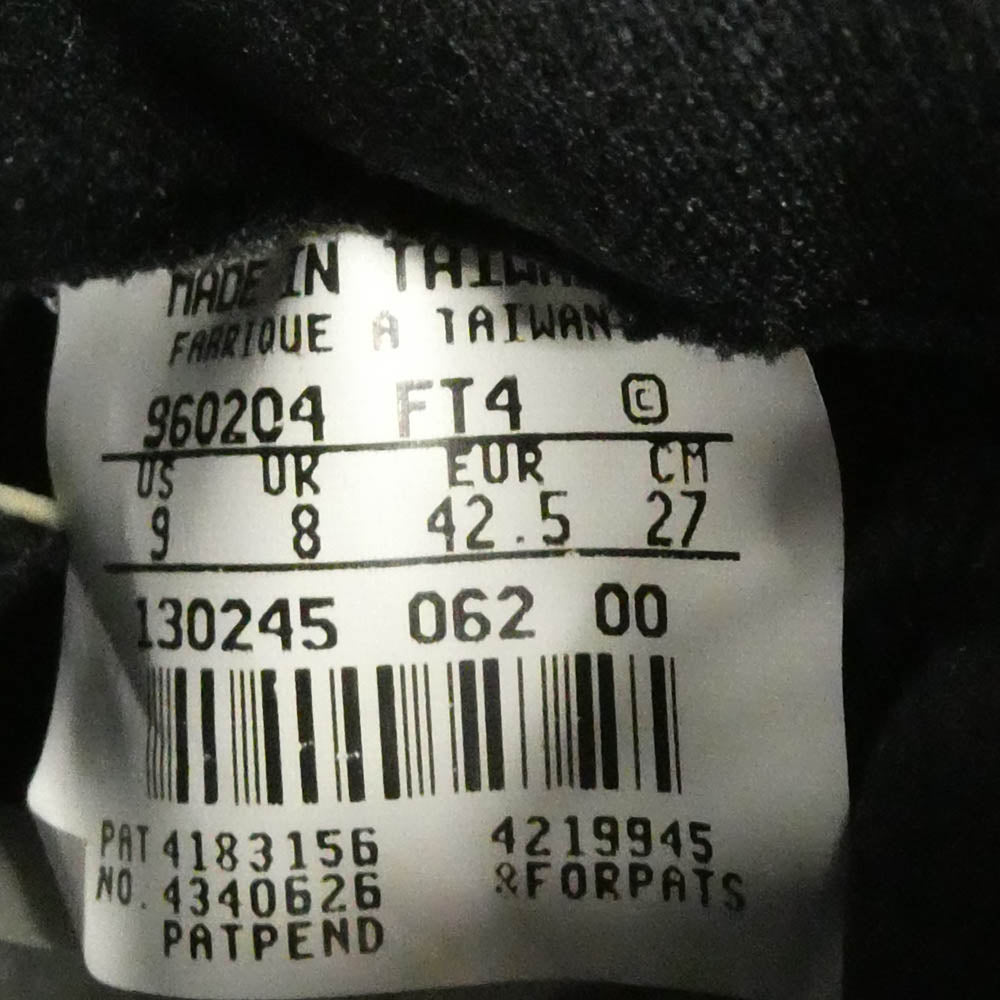 MADE IN TAIWAN
FABRIQUE A TAIWAN
960204 FT4 ©
US UK EUR CM
9 8 42.5 27
130245 062 00
PAT 4183156 4219945
NO. 4340626 &FORPATS
PATPEND